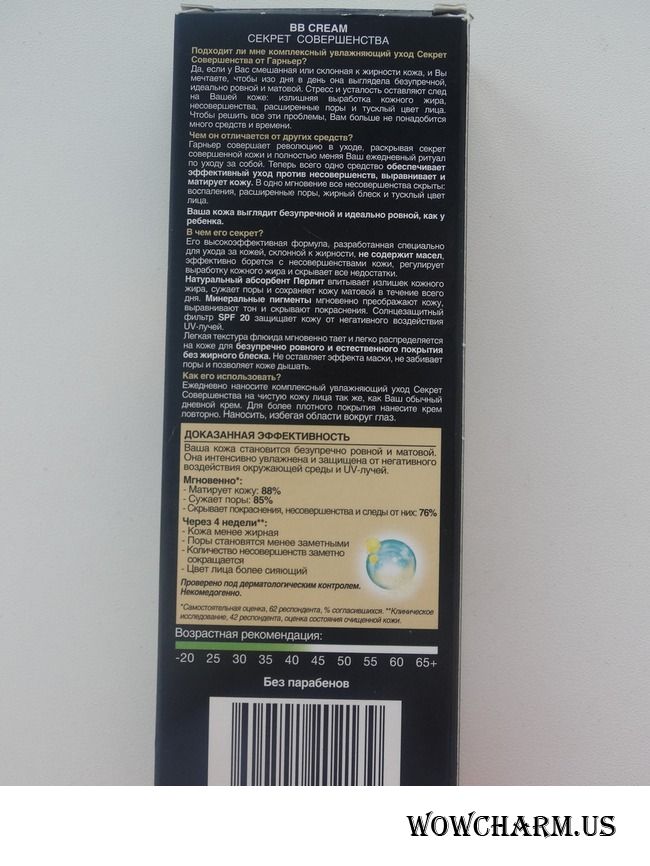 BB CREAM
СЕКРЕТ СОВЕРШЕНСТВА
Подходит ли мне комплексный увлажняющий уход Секрет
Совершенства от Гарньер?
Да, если у Вас смешанная или склонная к жирности кожа, и Вы
мечтаете, чтобы изо дня в день она выглядела безупречной,
идеально ровной и матовой. Стресс и усталость оставляют след
на Вашей коже: излишняя выработка кожного жира,
несовершенства, расширенные поры и тусклый цвет лица.
Чтобы решить все эти проблемы, Вам больше не понадобится
много средств и времени.
Чем он отличается от других средств?
Гарньер совершает революцию в уходе, раскрывая секрет
совершенной кожи и полностью меняя Ваш ежедневный ритуал
по уходу за собой. Теперь всего одно средство обеспечивает
эффективный уход против несовершенств, выравнивает и
матирует кожу. В одно мгновение все несовершенства скрыты:
воспаления, расширенные поры, жирный блеск и тусклый цвет
лица.
Ваша кожа выглядит безупречной и идеально ровной, как у
ребенка.
В чем его секрет?
Его высокоэффективная формула, разработанная специально
для ухода за кожей, склонной к жирности, не содержит масел,
эффективно борется с несовершенствами кожи, регулирует
выработку кожного жира и скрывает все недостатки.
Натуральный абсорбент Перлит впитывает излишек кожного
жира, сужает поры и сохраняет кожу матовой в течение всего
дня. Минеральные пигменты мгновенно преображают кожу,
выравнивают тон и скрывают покраснения. Солнцезащитный
фильтр SPF 20 защищает кожу от негативного воздействия
UV-лучей.
Легкая текстура флюида мгновенно тает и легко распределяется
на коже для безупречно ровного и естественного покрытия
без жирного блеска. Не оставляет эффекта маски, не забивает
поры и позволяет коже дышать.
Как его использовать?
Ежедневно наносите комплексный увлажняющий уход Секрет
Совершенства на чистую кожу лица так же, как Ваш обычный
дневной крем. Для более плотного покрытия нанесите крем
повторно. Наносить, избегая области вокруг глаз.
ДОКАЗАННАЯ ЭФФЕКТИВНОСТЬ
Ваша кожа становится безупречно ровной и матовой.
Она интенсивно увлажнена и защищена от негативного
воздействия окружающей среды и UV-лучей.
Мгновенно*:
- Матирует кожу: 88%
- Сужает поры: 85%
- Скрывает покраснения, несовершенства и следы от них: 76%
Через 4 недели**:
- Кожа менее жирная
- Поры становятся менее заметными
- Количество несовершенств заметно
сокращается
- Цвет лица более сияющий
Проверено под дерматологическим контролем.
Некомедогенно.
*Самостоятельная оценка, 62 респондента, % согласившихся. **Клиническое
исследование, 42 респондента, оценка состояния очищенной кожи.
Возрастная рекомендация:
-20 25 30 35 40 45 50 55 60 65+
Без парабенов
WOWCHARM.US